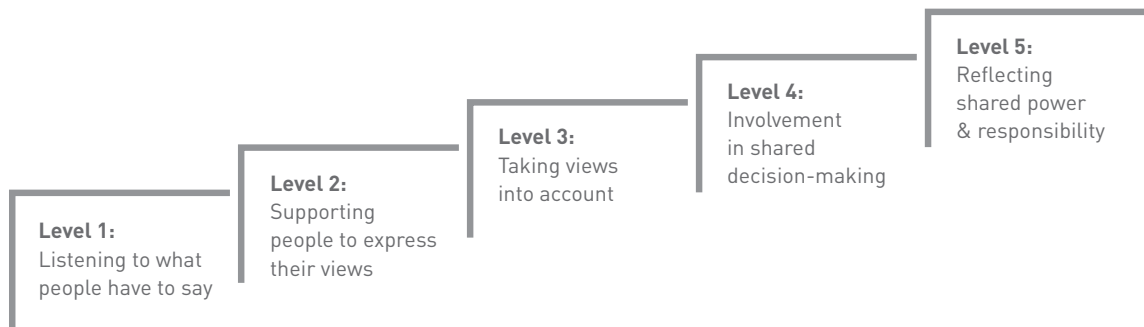 Level 1:
Listening to what
people have to say
Level 2:
Supporting
people to express
their views
Level 3:
Taking views
into account
Level 4:
Involvement
in shared
decision-making
Level 5:
Reflecting
shared power
& responsibility